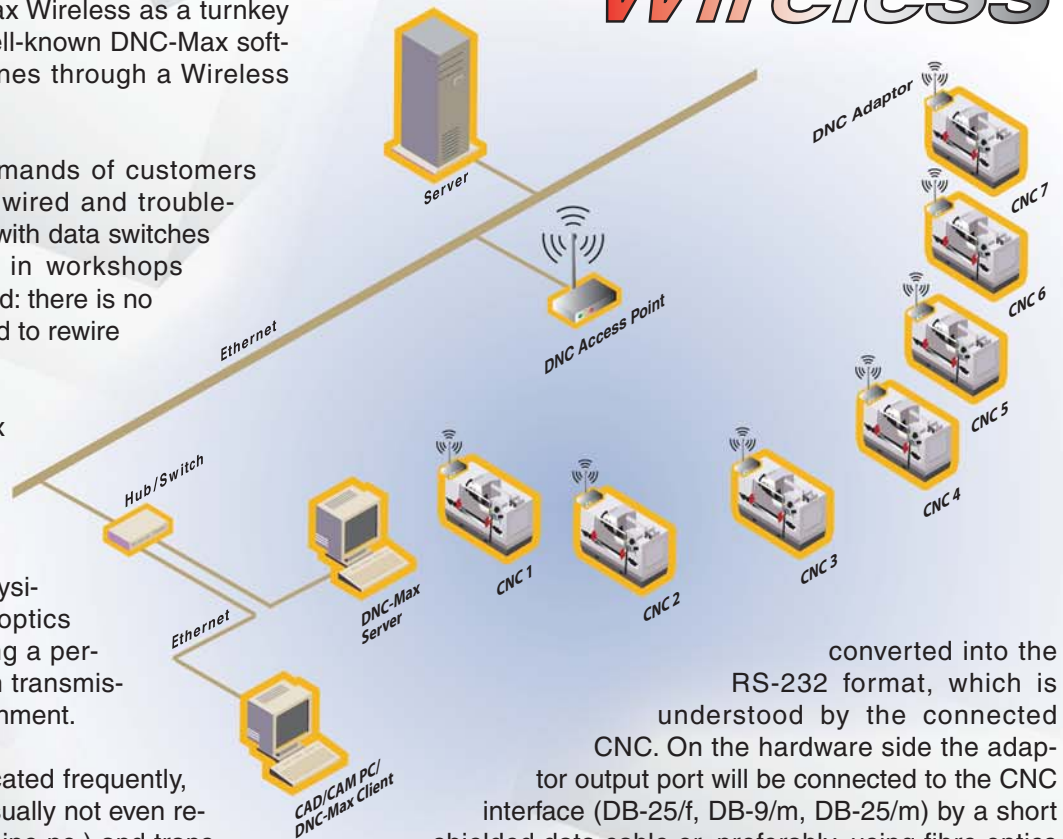 Wireless
ax Wireless as a turnkey
ell-known DNC-Max soft-
nes through a Wireless
mands of customers
wired and trouble-
with data switches
in workshops
d: there is no
d to rewire
x
ysi-
optics
ng a per-
n transmis-
nment.
cated frequently,
sually not even re-
Server
Ethernet
DNC Access Point
DNC Adaptor
CNC 7
CNC 6
CNC 5
CNC 4
CNC 3
CNC 2
CNC 1
Hub/Switch
DNC-Max
Server
Ethernet
CAD/CAM PC/
DNC-Max Client
converted into the
RS-232 format, which is
understood by the connected
CNC. On the hardware side the adap-
tor output port will be connected to the CNC
interface (DB-25/f, DB-9/m, DB-25/m) by a short